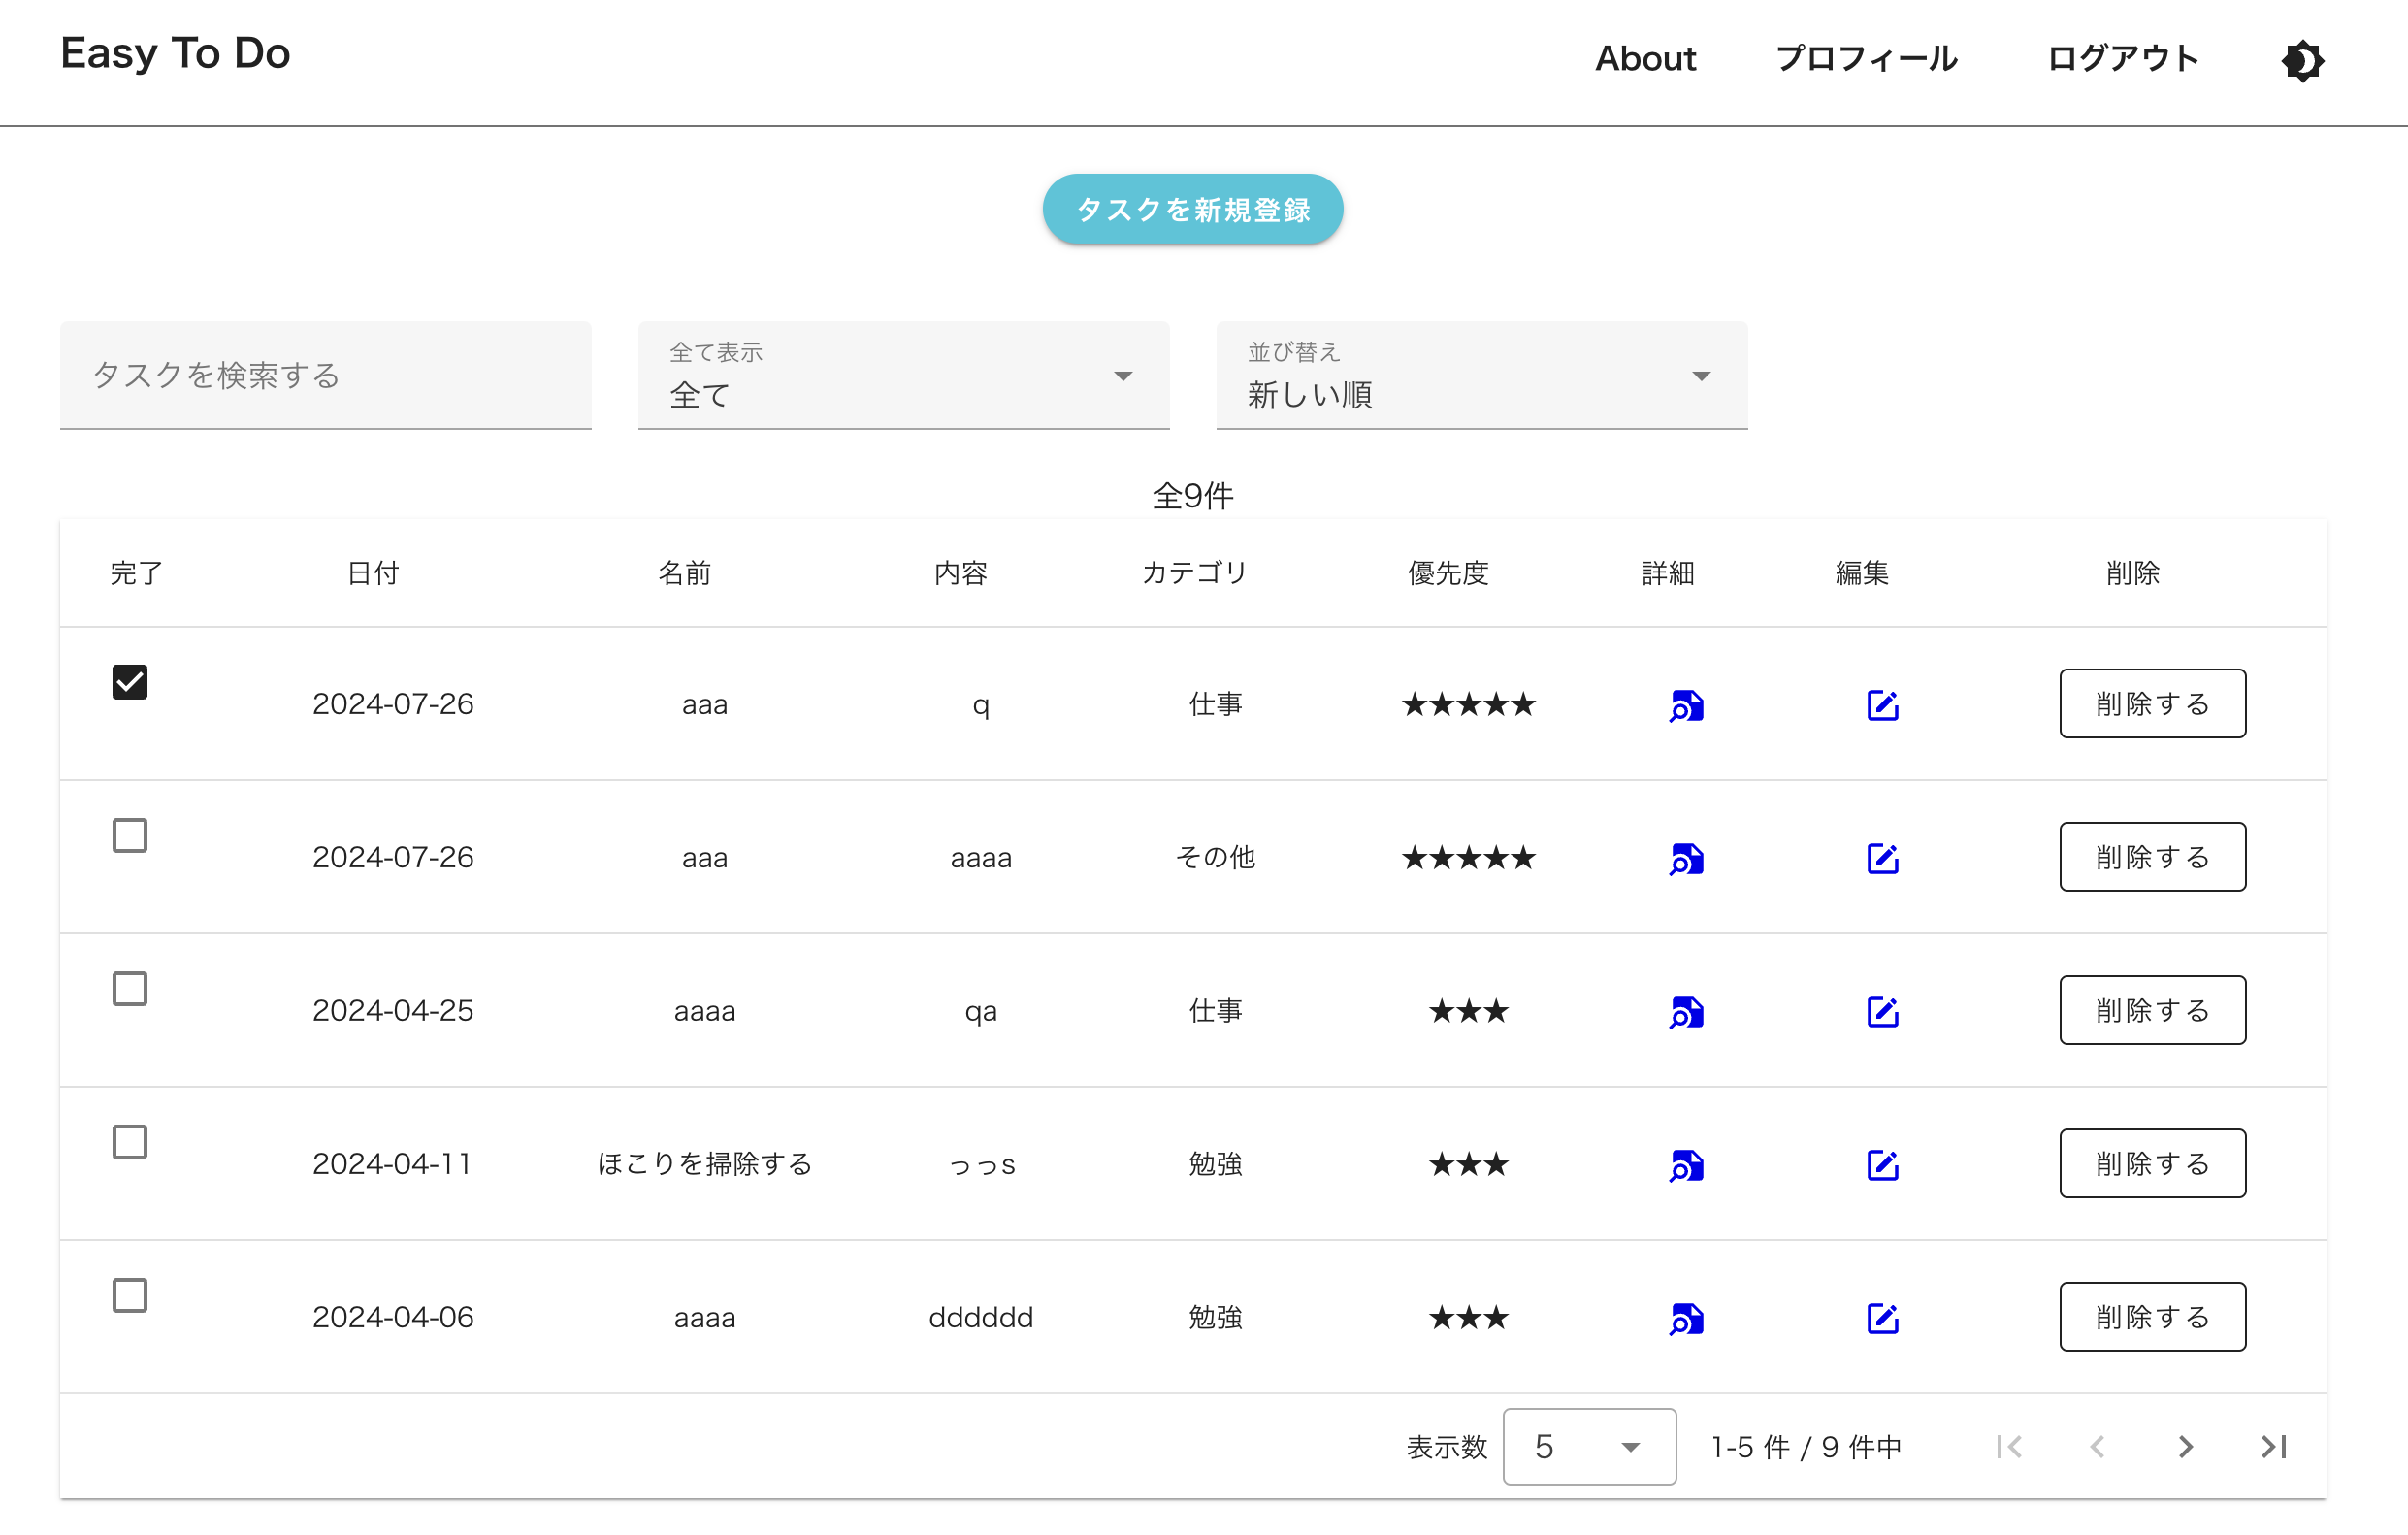 Easy To Do About プロフィール ログアウト
タスクを新規登録
タスクを検索する
全て表示
全て
並び替え
新しい順
全9件
完了 日付 名前 内容 カテゴリ 優先度 詳細 編集 削除
2024-07-26 aaa q 仕事 ★★★★★ 削除する
2024-07-26 aaa aaaa その他 ★★★★★ 削除する
2024-04-25 aaaa qa 仕事 ★★★ 削除する
2024-04-11 ほこりを掃除する っっs 勉強 ★★★ 削除する
2024-04-06 aaaa dddddd 勉強 ★★★ 削除する
表示数 5 1-5 件 / 9 件中